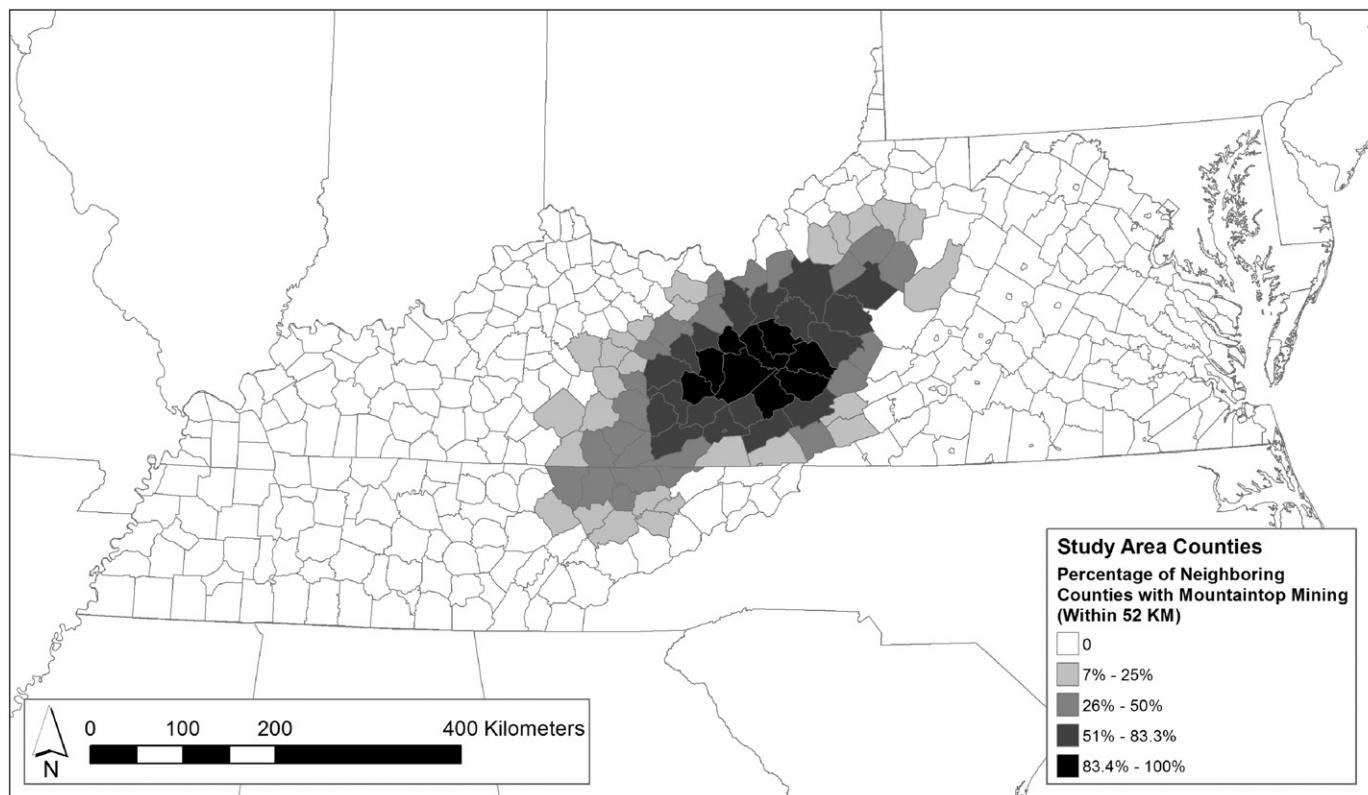 Study Area Counties
Percentage of Neighboring
Counties with Mountaintop Mining
(Within 52 KM)
0
7% - 25%
26% - 50%
51% - 83.3%
83.4% - 100%
0 100 200 400 Kilometers
N